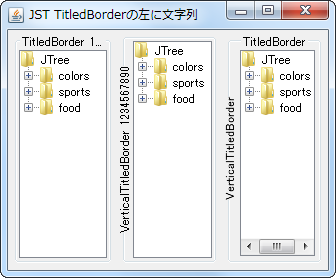 JST TitledBorderの左に文字列
TitledBorder 1...
JTree
colors
sports
food
VerticalTitledBorder 1234567890
JTree
colors
sports
food
TitledBorder
VerticalTitledBorder
JTree
colors
sports
food